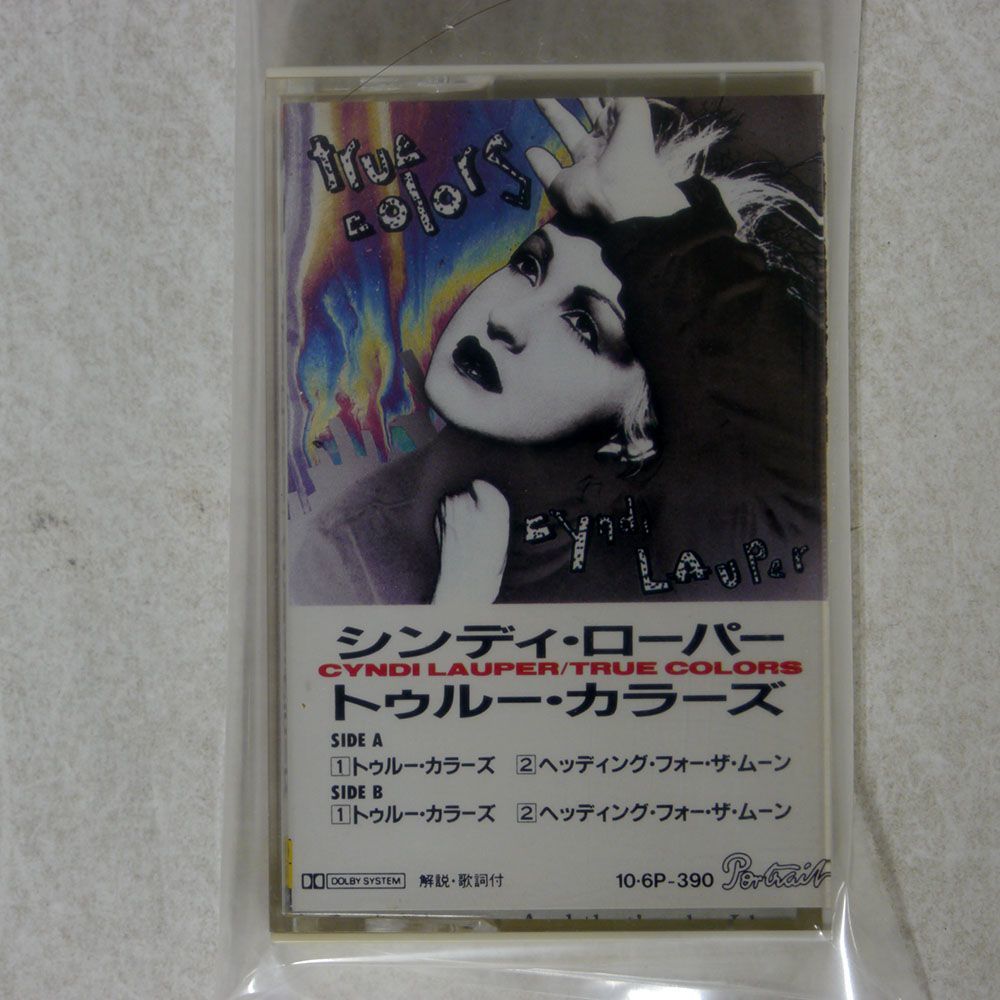 true
colors
cyndi
LAUPer
シンディ・ローパー
CYNDI LAUPER/TRUE COLORS
トゥルー・カラーズ
SIDE A
1 トゥルー・カラーズ 2 ヘッディング・フォー・ザ・ムーン
SIDE B
1 トゥルー・カラーズ 2 ヘッディング・フォー・ザ・ムーン
DOLBY SYSTEM 解説・歌詞付 10・6P-390 Portrait